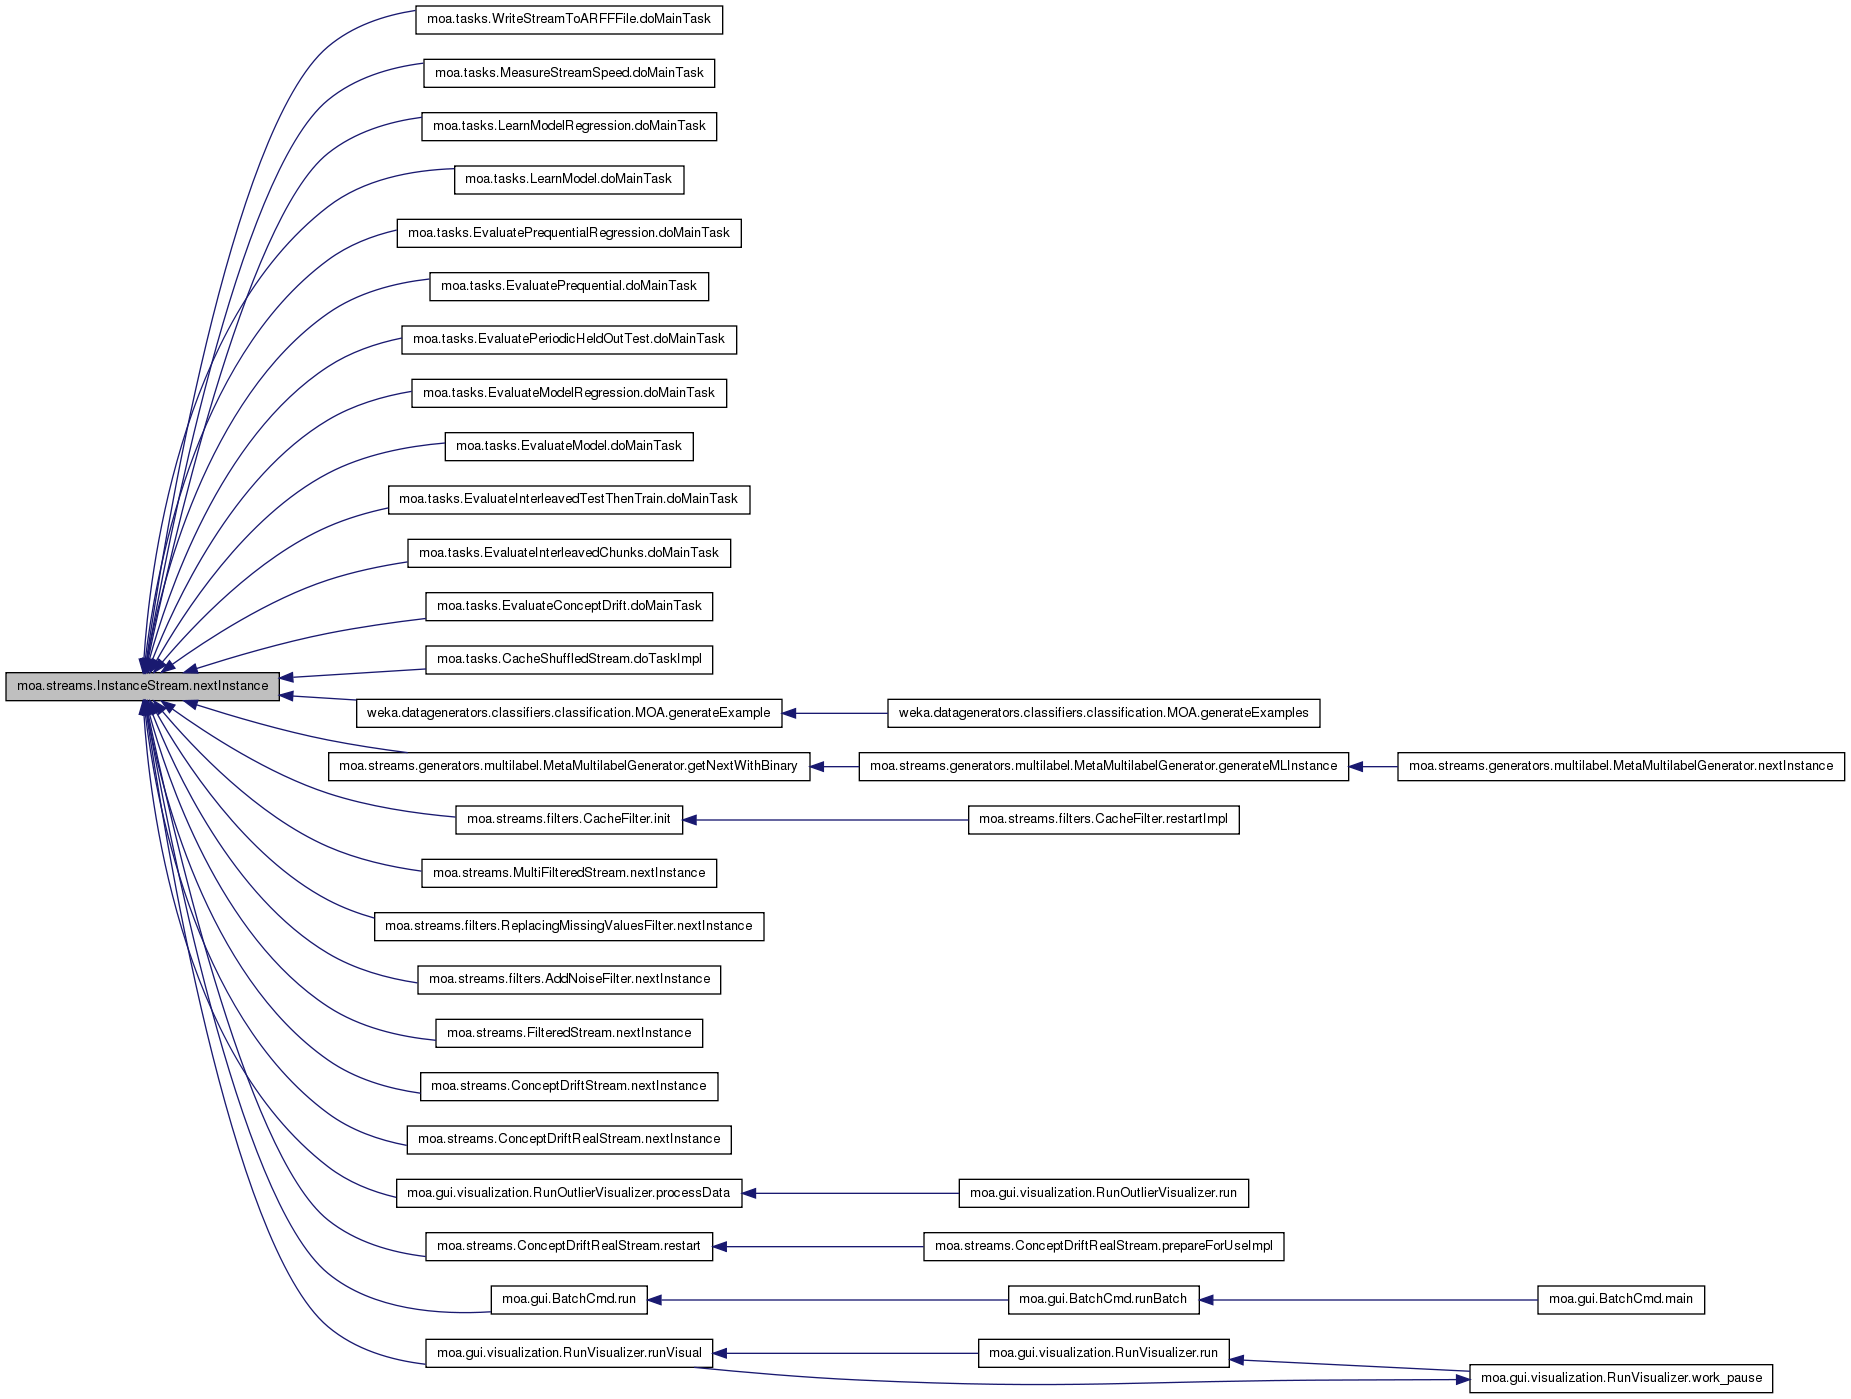 moa.tasks.WriteStreamToARFFFile.doMainTask
moa.tasks.MeasureStreamSpeed.doMainTask
moa.tasks.LearnModelRegression.doMainTask
moa.tasks.LearnModel.doMainTask
moa.tasks.EvaluatePrequentialRegression.doMainTask
moa.tasks.EvaluatePrequential.doMainTask
moa.tasks.EvaluatePeriodicHeldOutTest.doMainTask
moa.tasks.EvaluateModelRegression.doMainTask
moa.tasks.EvaluateModel.doMainTask
moa.tasks.EvaluateInterleavedTestThenTrain.doMainTask
moa.tasks.EvaluateInterleavedChunks.doMainTask
moa.tasks.EvaluateConceptDrift.doMainTask
moa.tasks.CacheShuffledStream.doTaskImpl
moa.streams.InstanceStream.nextInstance
weka.datagenerators.classifiers.classification.MOA.generateExample
weka.datagenerators.classifiers.classification.MOA.generateExamples
moa.streams.generators.multilabel.MetaMultilabelGenerator.getNextWithBinary
moa.streams.generators.multilabel.MetaMultilabelGenerator.generateMLInstance
moa.streams.generators.multilabel.MetaMultilabelGenerator.nextInstance
moa.streams.filters.CacheFilter.init
moa.streams.filters.CacheFilter.restartImpl
moa.streams.MultiFilteredStream.nextInstance
moa.streams.filters.ReplacingMissingValuesFilter.nextInstance
moa.streams.filters.AddNoiseFilter.nextInstance
moa.streams.FilteredStream.nextInstance
moa.streams.ConceptDriftStream.nextInstance
moa.streams.ConceptDriftRealStream.nextInstance
moa.gui.visualization.RunOutlierVisualizer.processData
moa.gui.visualization.RunOutlierVisualizer.run
moa.streams.ConceptDriftRealStream.restart
moa.streams.ConceptDriftRealStream.prepareForUseImpl
moa.gui.BatchCmd.run
moa.gui.BatchCmd.runBatch
moa.gui.BatchCmd.main
moa.gui.visualization.RunVisualizer.runVisual
moa.gui.visualization.RunVisualizer.run
moa.gui.visualization.RunVisualizer.work_pause